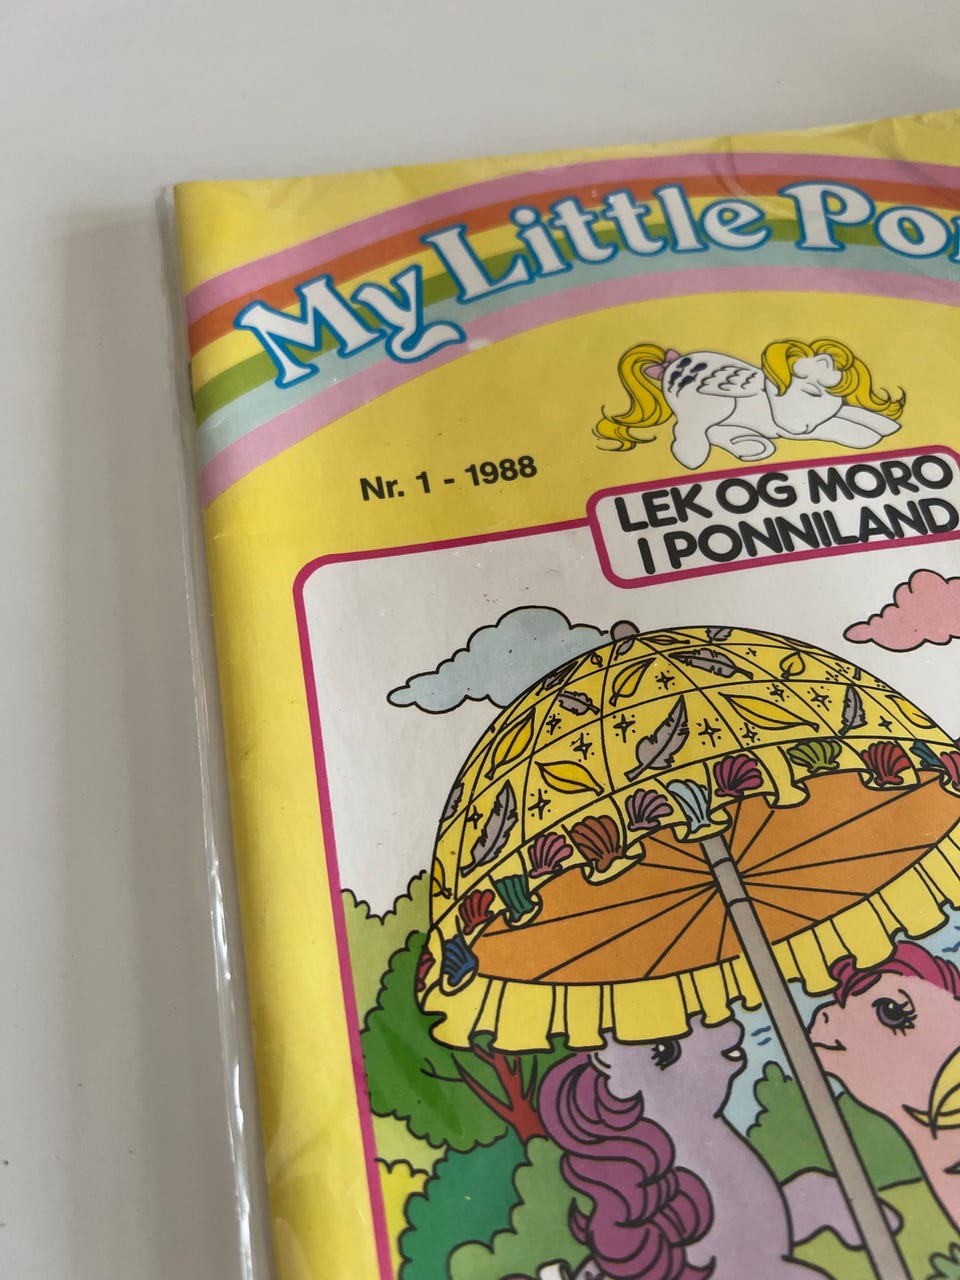 My Little Po
Nr. 1 - 1988
LEK OG MORO
I PONNILAND